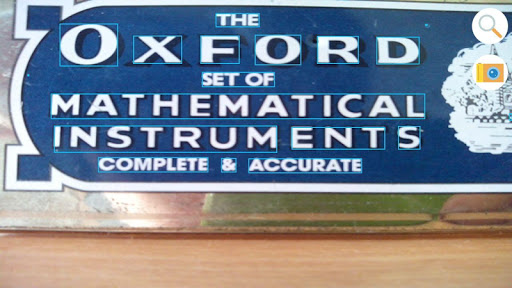 THE
OXFORD
SET OF
MATHEMATICAL
INSTRUMENTS
COMPLETE & ACCURATE